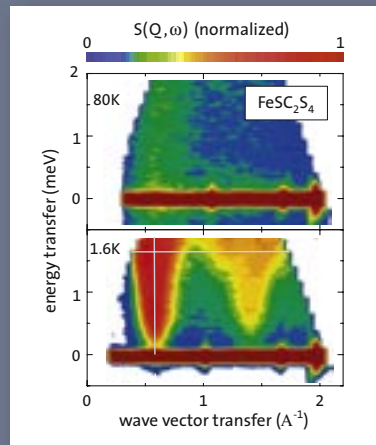 S(Q,ω) (normalized)
0 1
2
80K
FeSC₂S₄
1
0
1.6K
1
0
energy transfer (meV)
0 1 2
wave vector transfer (A⁻¹)